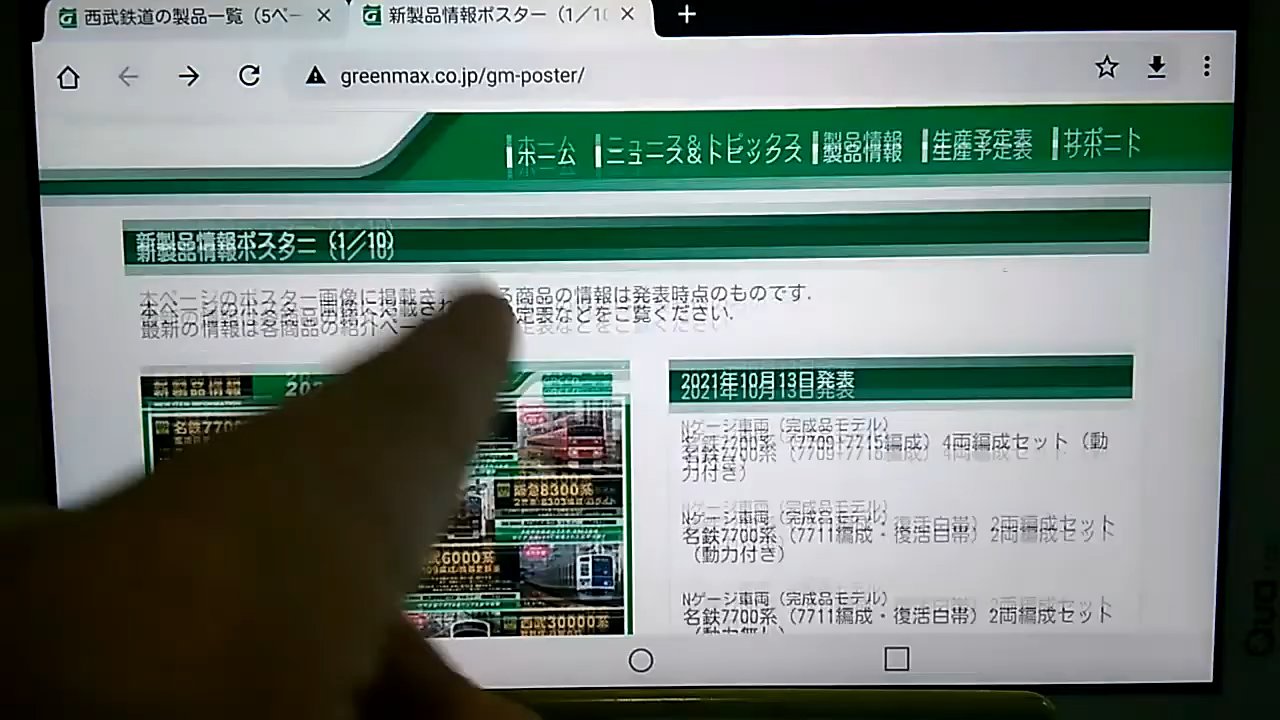 西武鉄道の製品一覧（5ペー
新製品情報ポスター（1/1
greenmax.co.jp/gm-poster/
ホーム
ニュース&トピックス
製品情報
生産予定表
サポート
新製品情報ポスター（1/10）
本ページのポスター画像に掲載され る商品の情報は発表時点のものです.
最新の情報は各商品の紹介ペー 定表などをご覧ください.
新製品情報
名鉄770
阪急8300系
6000系
西武30000系
2021年10月13日発表
Nゲージ車両（完成品モデル）
（7709+7715編成）4両編成セット（動
力付き）
Nゲージ車両（完成品モデル）
名鉄7700系（7711編成・復活白帯）2両編成セット
（動力付き）
Nゲージ車両（完成品モデル）
名鉄7700系（7711編成・復活白帯）2両編成セット
（動力無し）
Qua